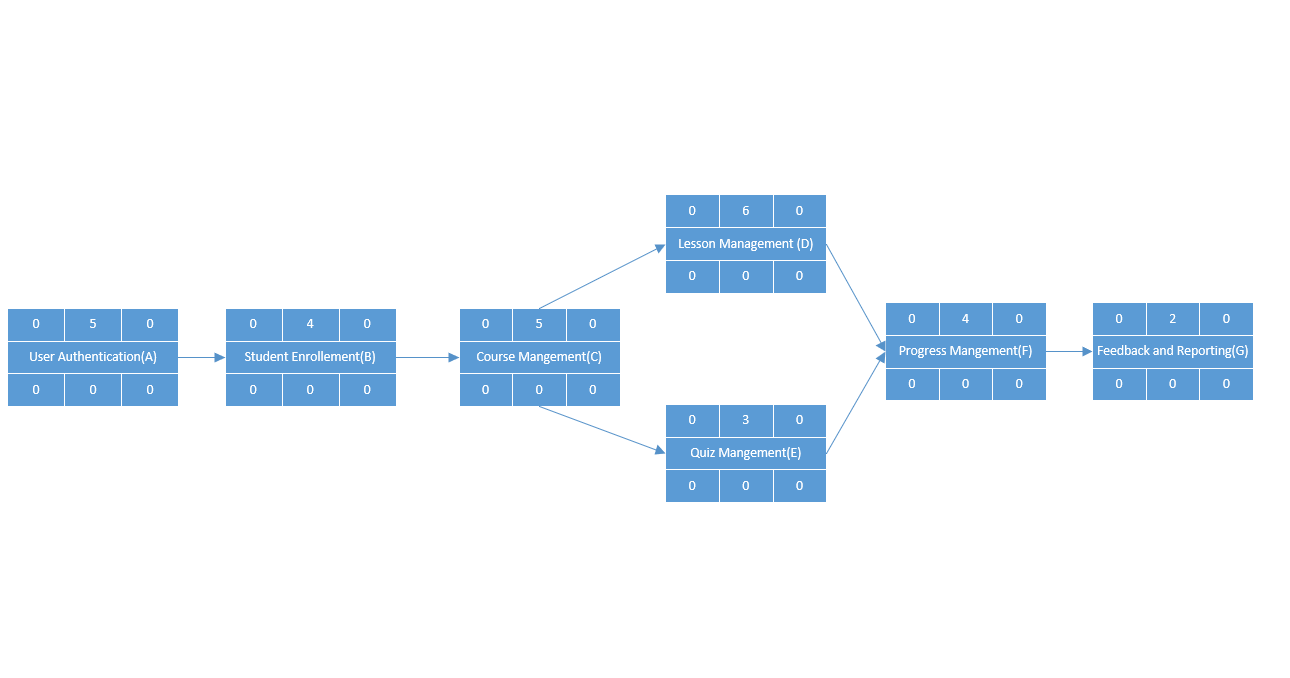 0 5 0
User Authentication(A)
0 0 0
0 4 0
Student Enrollement(B)
0 0 0
0 5 0
Course Mangement(C)
0 0 0
0 6 0
Lesson Management (D)
0 0 0
0 3 0
Quiz Mangement(E)
0 0 0
0 4 0
Progress Mangement(F)
0 0 0
0 2 0
Feedback and Reporting(G)
0 0 0